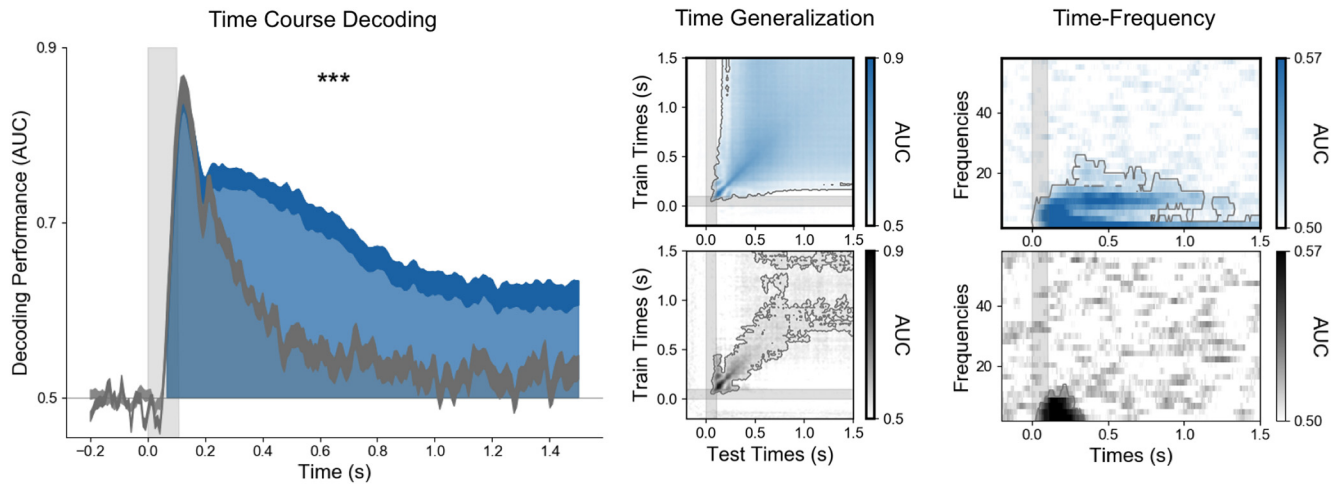 Time Course Decoding
0.9
0.7
0.5
Decoding Performance (AUC)
***
−0.2 0.0 0.2 0.4 0.6 0.8 1.0 1.2 1.4
Time (s)
Time Generalization
1.5
1.0
0.5
0.0
Train Times (s)
0.0 0.5 1.0 1.5
0.9
AUC
0.5
1.5
1.0
0.5
0.0
Train Times (s)
0.0 0.5 1.0 1.5
Test Times (s)
0.9
AUC
0.5
Time-Frequency
40
20
Frequencies
0.0 0.5 1.0 1.5
0.57
AUC
0.50
40
20
Frequencies
0.0 0.5 1.0 1.5
Times (s)
0.57
AUC
0.50